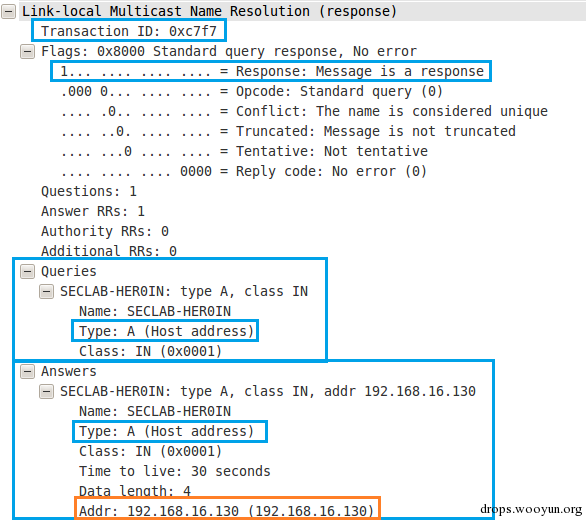 Link-local Multicast Name Resolution (response)
Transaction ID: 0xc7f7
Flags: 0x8000 Standard query response, No error
1... .... .... .... = Response: Message is a response
.000 0... .... .... = Opcode: Standard query (0)
.... .0.. .... .... = Conflict: The name is considered unique
.... ..0. .... .... = Truncated: Message is not truncated
.... ...0 .... .... = Tentative: Not tentative
.... .... .... 0000 = Reply code: No error (0)
Questions: 1
Answer RRs: 1
Authority RRs: 0
Additional RRs: 0
Queries
SECLAB-HER0IN: type A, class IN
Name: SECLAB-HER0IN
Type: A (Host address)
Class: IN (0x0001)
Answers
SECLAB-HER0IN: type A, class IN, addr 192.168.16.130
Name: SECLAB-HER0IN
Type: A (Host address)
Class: IN (0x0001)
Time to live: 30 seconds
Data length: 4
Addr: 192.168.16.130 (192.168.16.130)
drops.wooyun.org